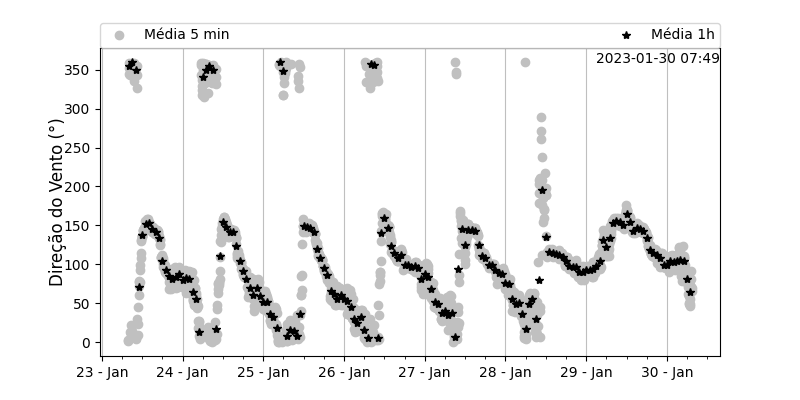 Média 5 min
Média 1h
2023-01-30 07:49
Direção do Vento (°)
350
300
250
200
150
100
50
0
23 - Jan
24 - Jan
25 - Jan
26 - Jan
27 - Jan
28 - Jan
29 - Jan
30 - Jan